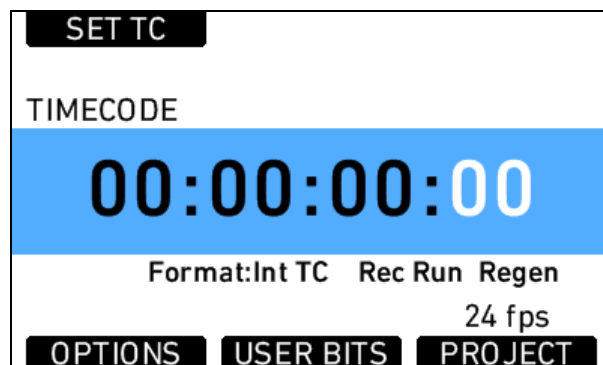 SET TC
TIMECODE
00:00:00:00
Format:Int TC Rec Run Regen
24 fps
OPTIONS USER BITS PROJECT